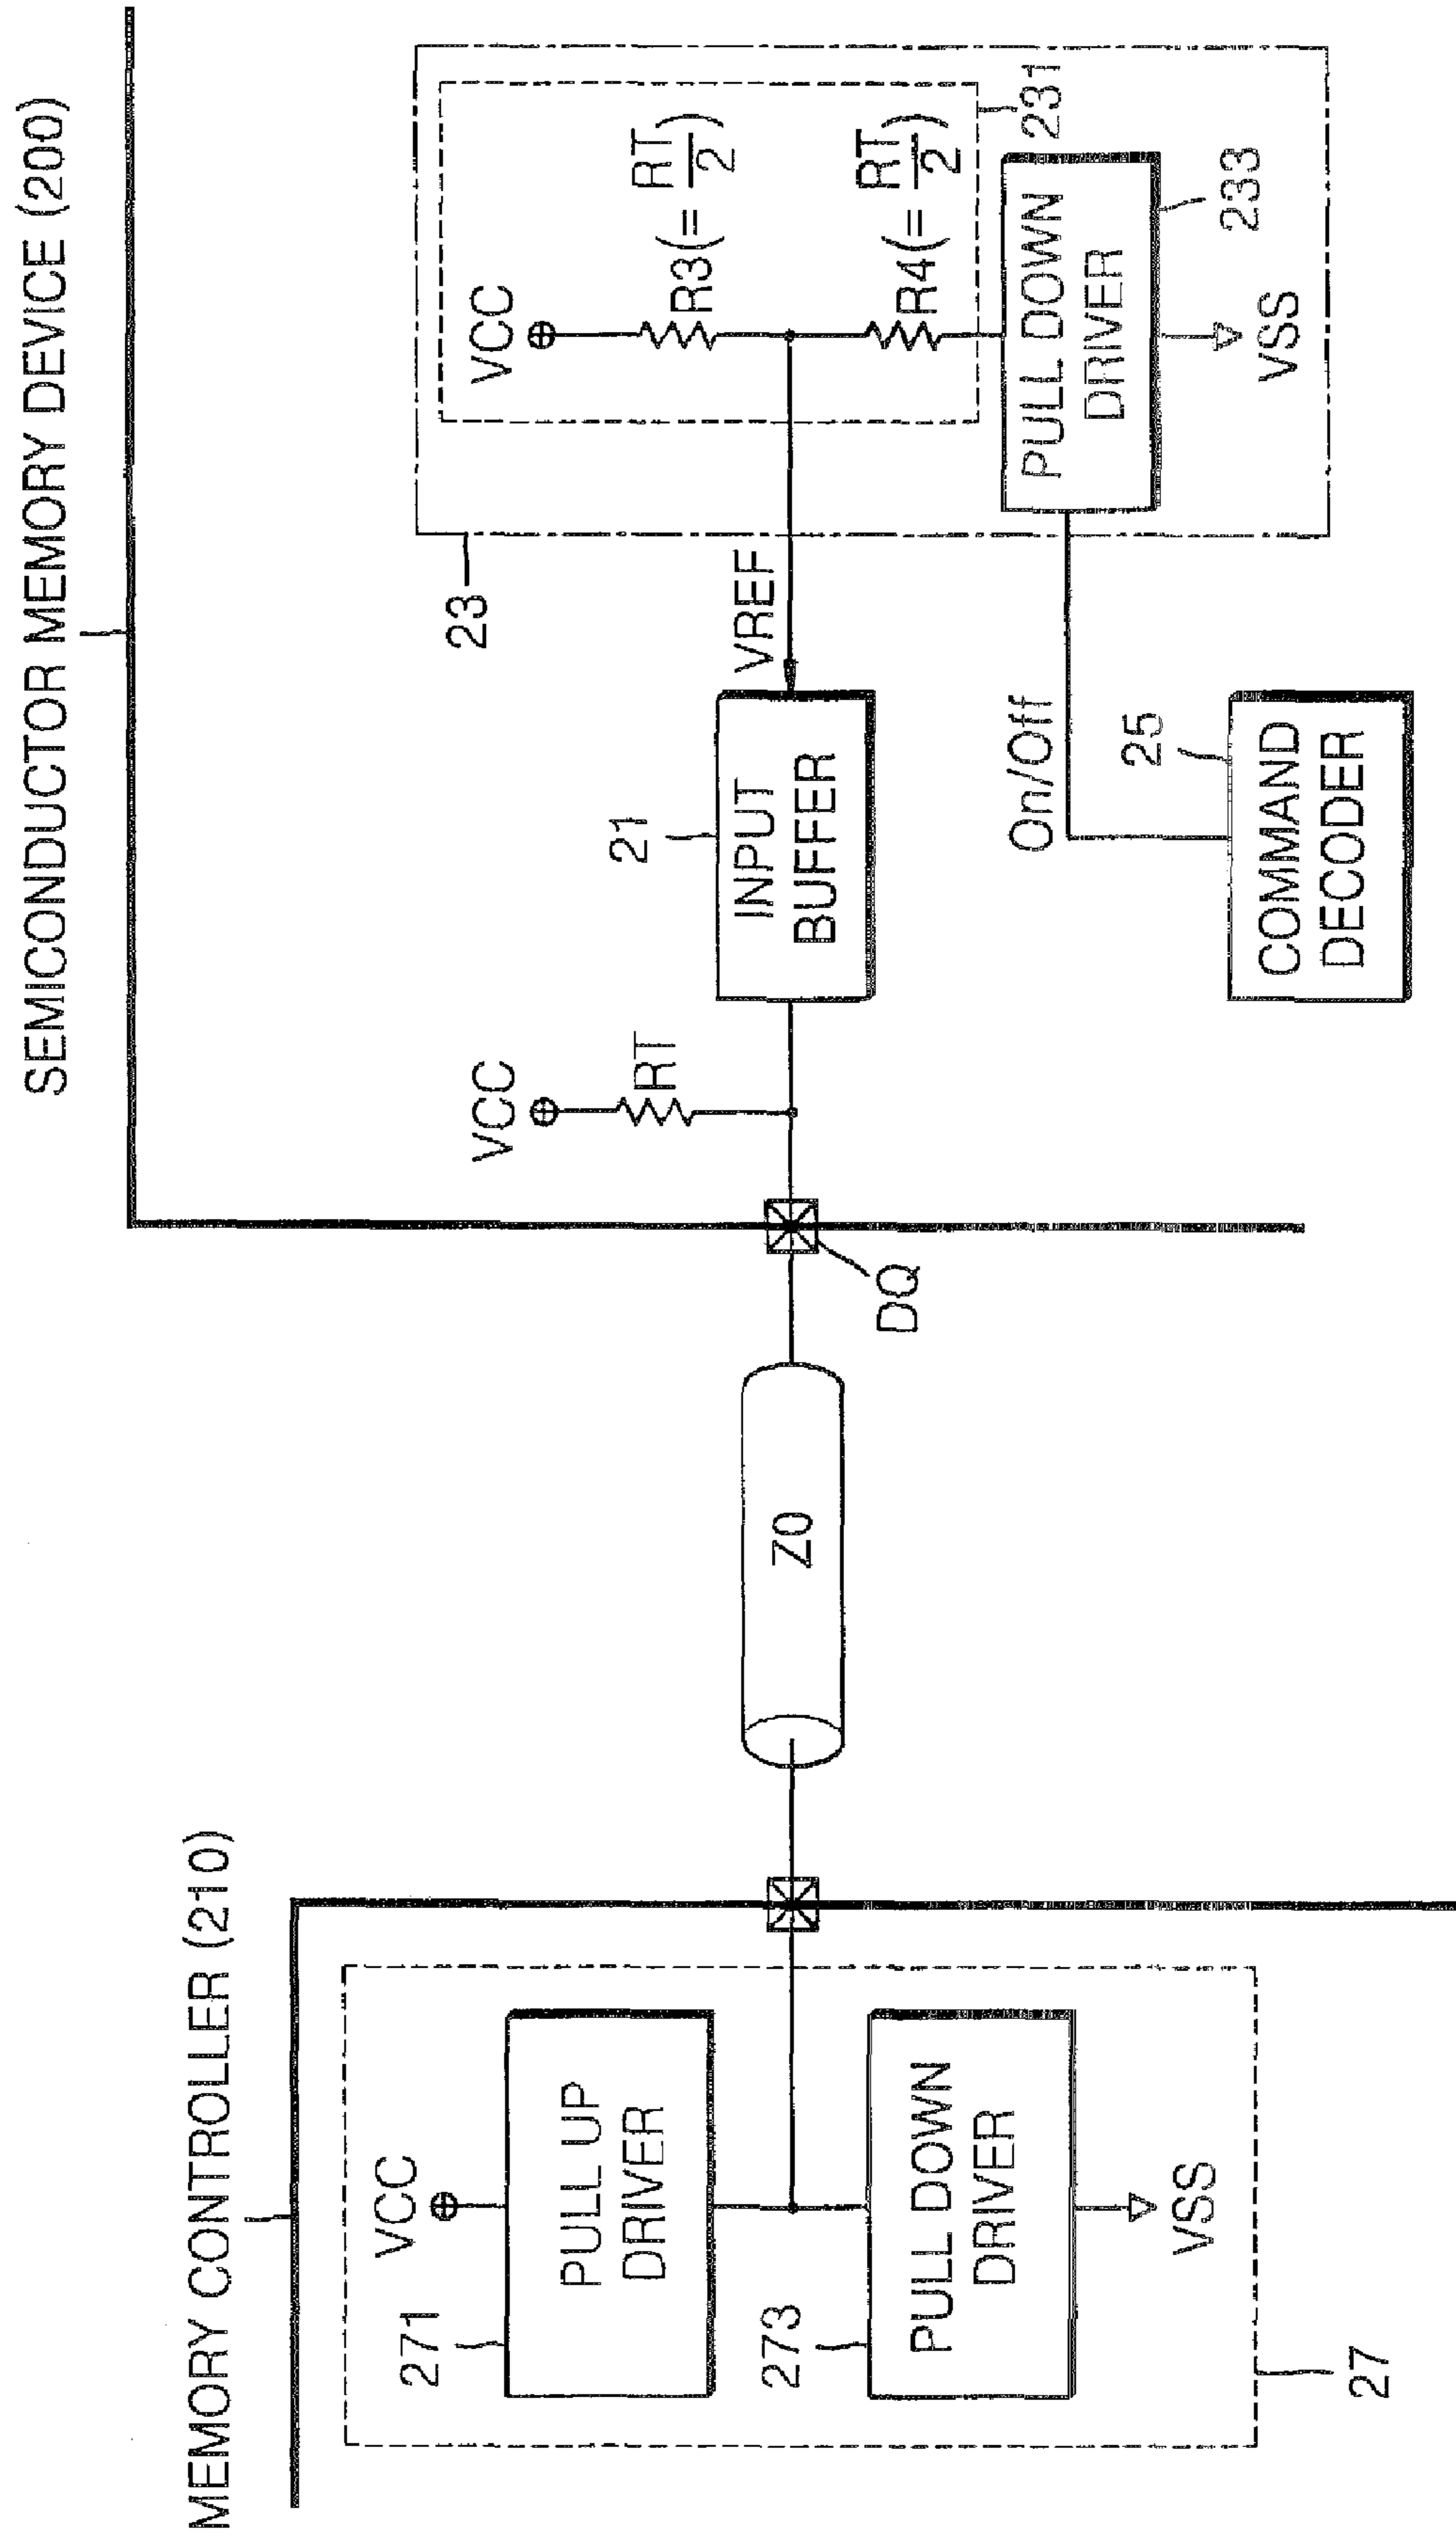 SEMICONDUCTOR MEMORY DEVICE (200)
MEMORY CONTROLLER (210)
VCC
271
PULL UP
DRIVER
273
PULL DOWN
DRIVER
VSS
27
Z0
DQ
VCC
RT
21
INPUT
BUFFER
VREF
23
VCC
R3(= RT/2)
R4(= RT/2)
231
PULL DOWN
DRIVER
233
VSS
On/Off
25
COMMAND
DECODER